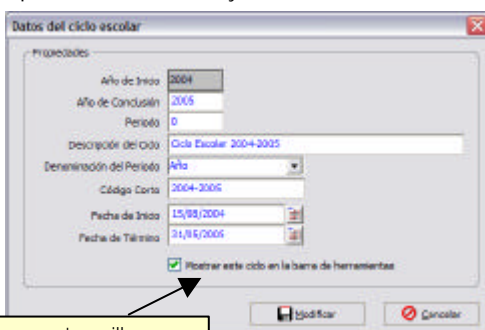 Datos del ciclo escolar
Propiedades
Año de Inicio 2004
Año de Conclusión 2005
Periodo 0
Descripción del Ciclo Ciclo Escolar 2004-2005
Denominación del Periodo Año
Código Corto 2004-2005
Fecha de Inicio 15/08/2004
Fecha de Término 31/05/2005
Mostrar este ciclo en la barra de herramientas
Modificar Cancelar